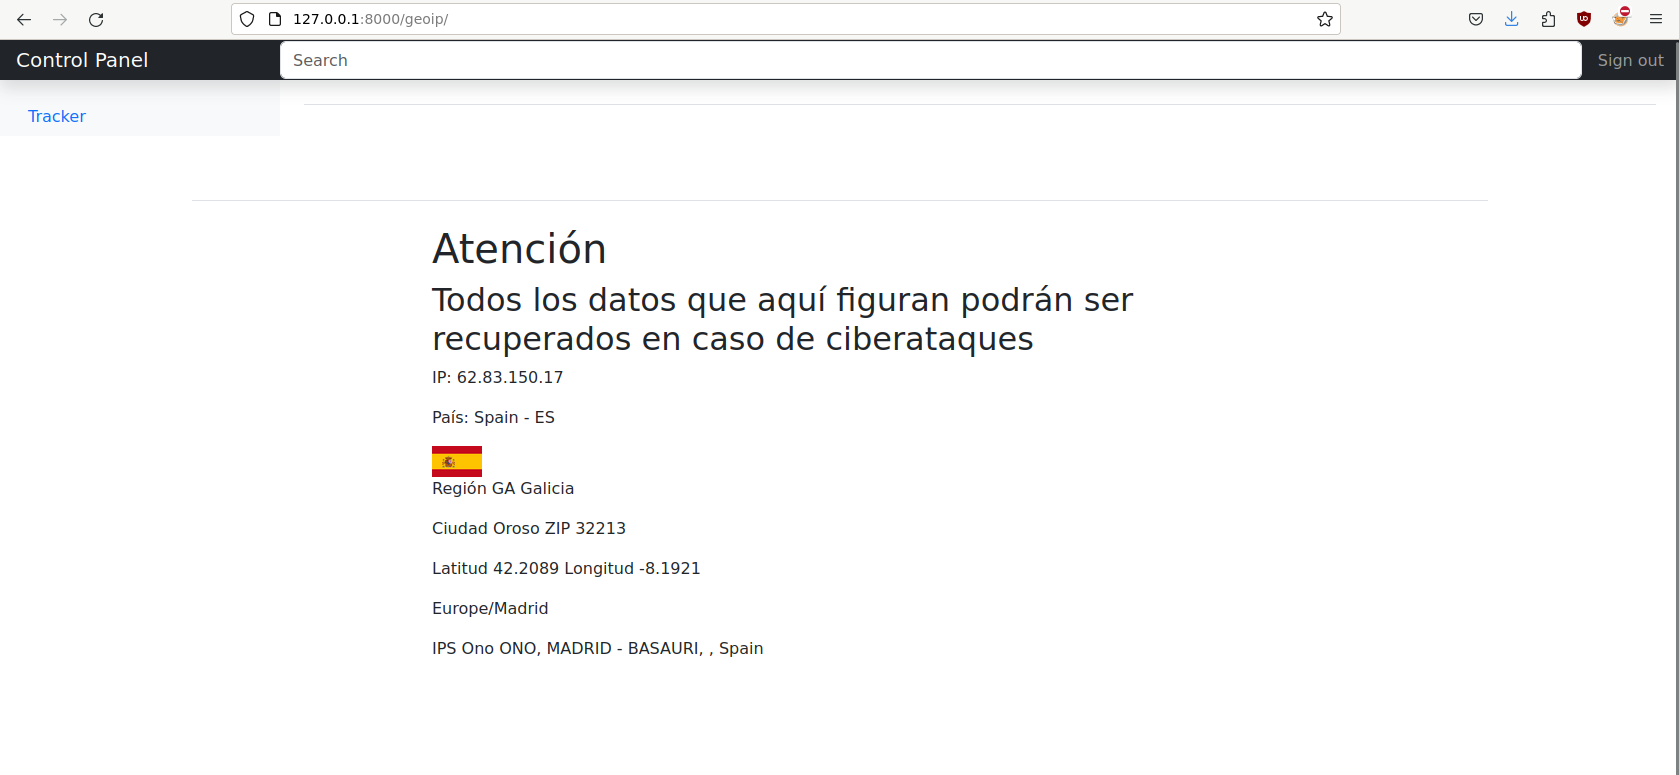 127.0.0.1:8000/geoip/
Control Panel
Search
Sign out
Tracker
Atención
Todos los datos que aquí figuran podrán ser
recuperados en caso de ciberataques
IP: 62.83.150.17
País: Spain - ES
Región GA Galicia
Ciudad Oroso ZIP 32213
Latitud 42.2089 Longitud -8.1921
Europe/Madrid
IPS Ono ONO, MADRID - BASAURI, , Spain